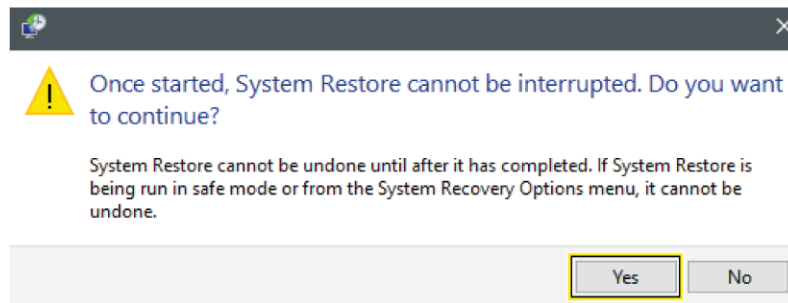 Once started, System Restore cannot be interrupted. Do you want
to continue?
System Restore cannot be undone until after it has completed. If System Restore is
being run in safe mode or from the System Recovery Options menu, it cannot be
undone.
Yes No